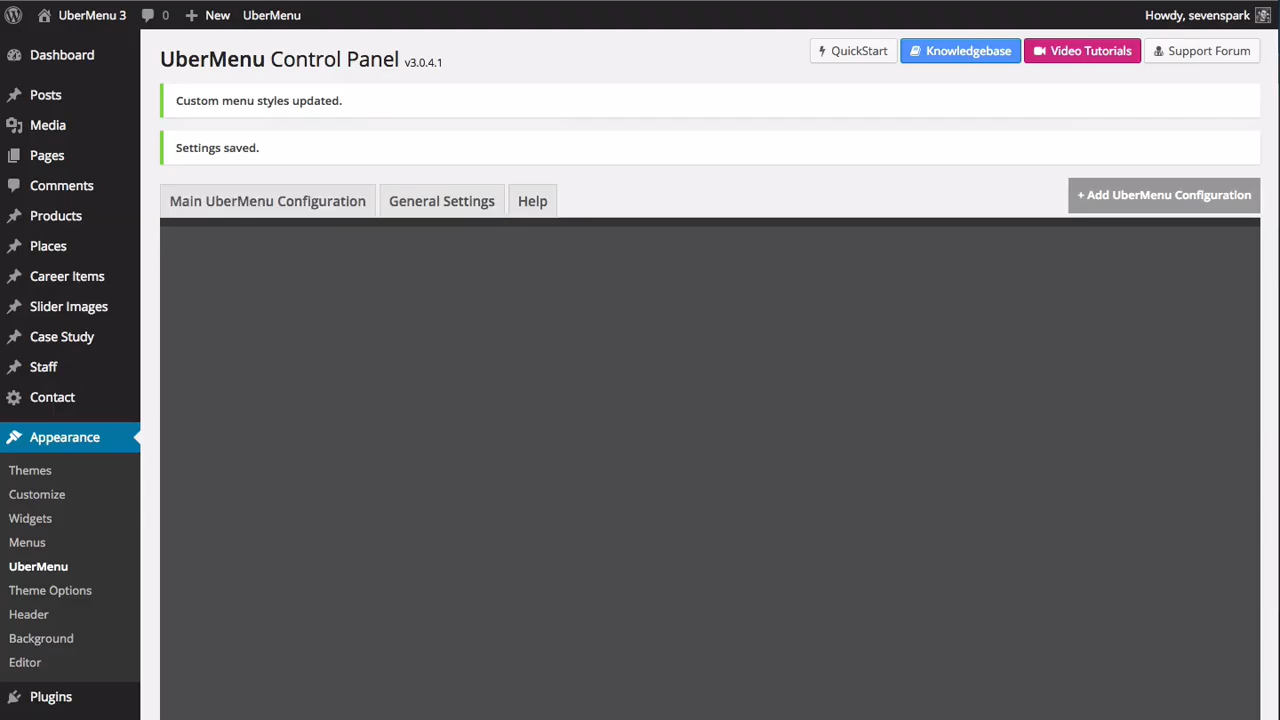 UberMenu 3
0
New
UberMenu
Howdy, sevenspark
Dashboard
Posts
Media
Pages
Comments
Products
Places
Career Items
Slider Images
Case Study
Staff
Contact
Appearance
Themes
Customize
Widgets
Menus
UberMenu
Theme Options
Header
Background
Editor
Plugins
UberMenu Control Panel v3.0.4.1
QuickStart
Knowledgebase
Video Tutorials
Support Forum
Custom menu styles updated.
Settings saved.
Main UberMenu Configuration
General Settings
Help
+ Add UberMenu Configuration